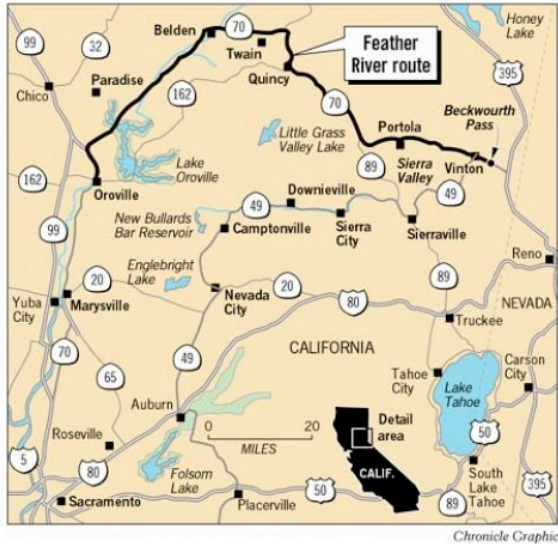 Honey
Lake
99
32
Belden
70
Twain
Feather
River route
395
Paradise
Chico
162
Quincy
70
Beckwourth
Pass
Little Grass
Valley Lake
Portola
89
Sierra
Valley
Vinton
49
Lake
Oroville
162
Oroville
Downieville
49
New Bullards
Bar Reservoir
Camptonville
Sierra
City
Sierraville
99
Englebright
Lake
Reno
20
20
89
Yuba
City
Marysville
Nevada
City
80
NEVADA
Truckee
70
49
CALIFORNIA
65
Tahoe
City
Carson
City
Lake
Tahoe
Auburn
0
20
MILES
Detail
area
Roseville
50
5
80
Folsom
Lake
CALIF.
South
Lake
Tahoe
395
Sacramento
Placerville
50
89
Chronicle Graphic